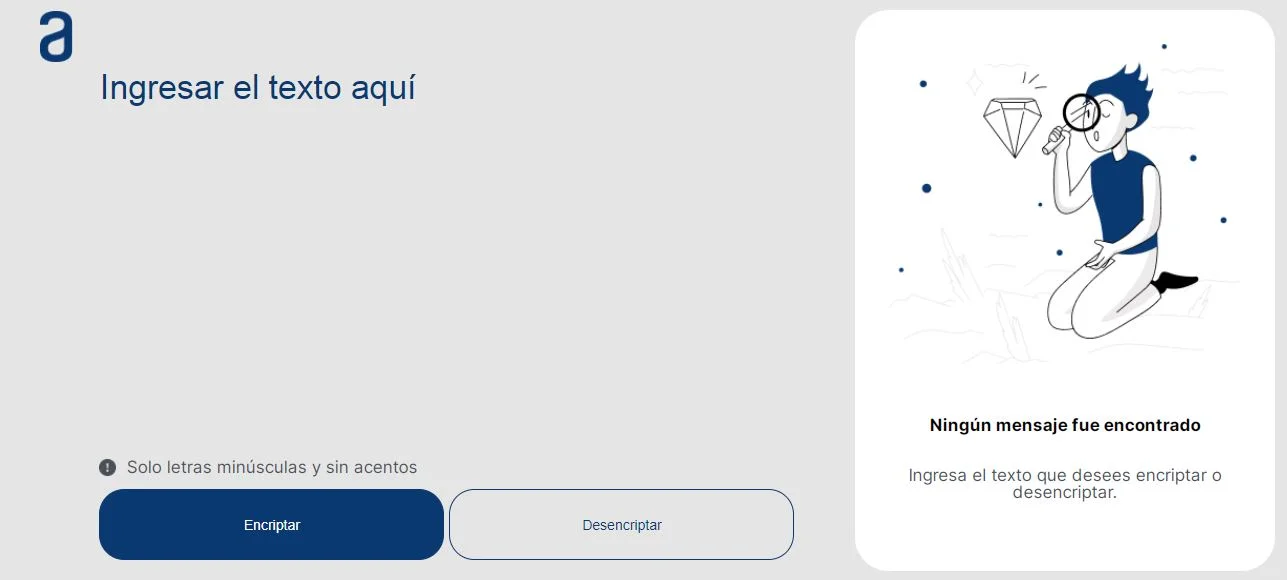 a
Ingresar el texto aquí
Solo letras minúsculas y sin acentos
Encriptar
Desencriptar
Ningún mensaje fue encontrado
Ingresa el texto que desees encriptar o
desencriptar.